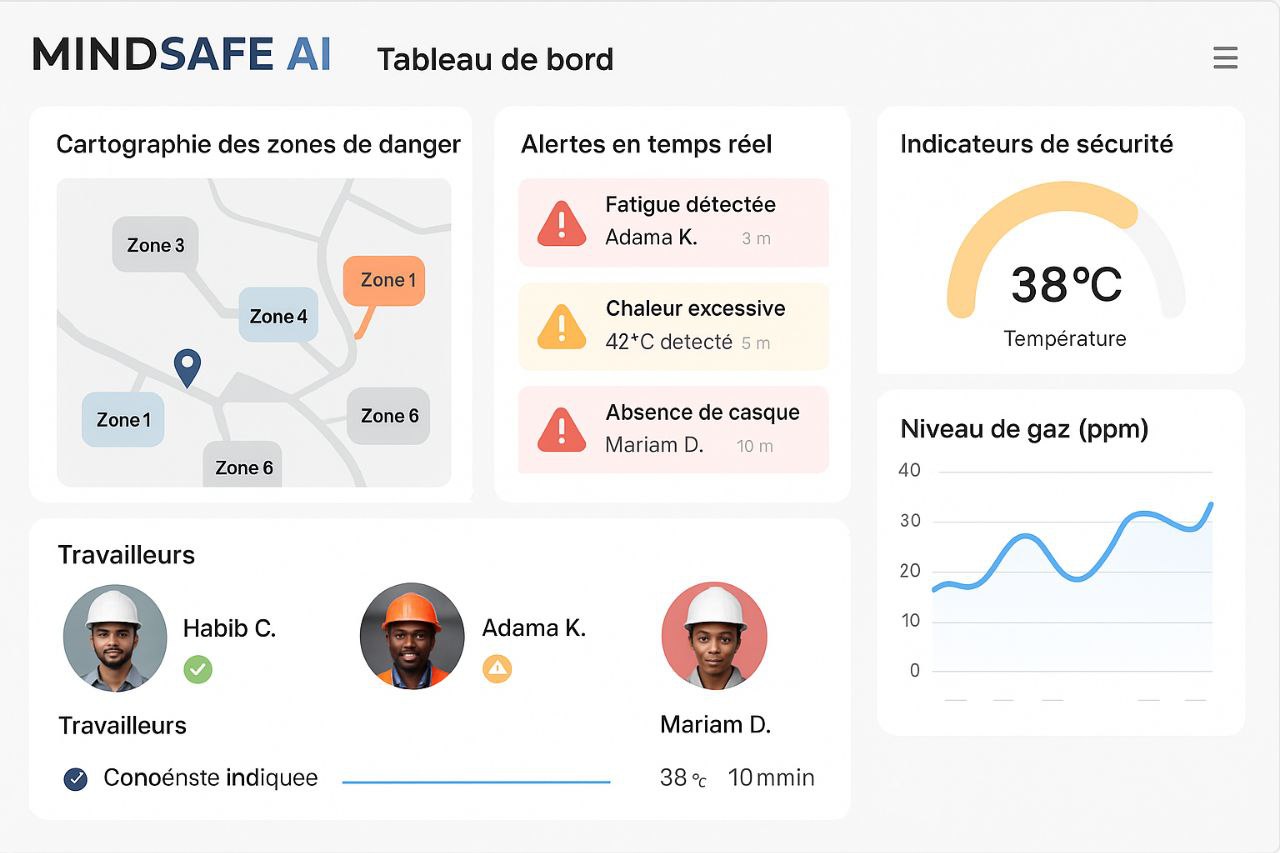 MINDSAFE AI
Tableau de bord
Cartographie des zones de danger
Zone 3
Zone 1
Zone 4
Zone 1
Zone 6
Zone 6
Alertes en temps réel
Fatigue détectée
Adama K. 3 m
Chaleur excessive
42⁺C detecté 5 m
Absence de casque
Mariam D. 10 m
Indicateurs de sécurité
38°C
Température
Niveau de gaz (ppm)
40
30
20
10
0
Travailleurs
Habib C.
Adama K.
Travailleurs
Mariam D.
Conoénste indiquee
38 °C 10 mmin